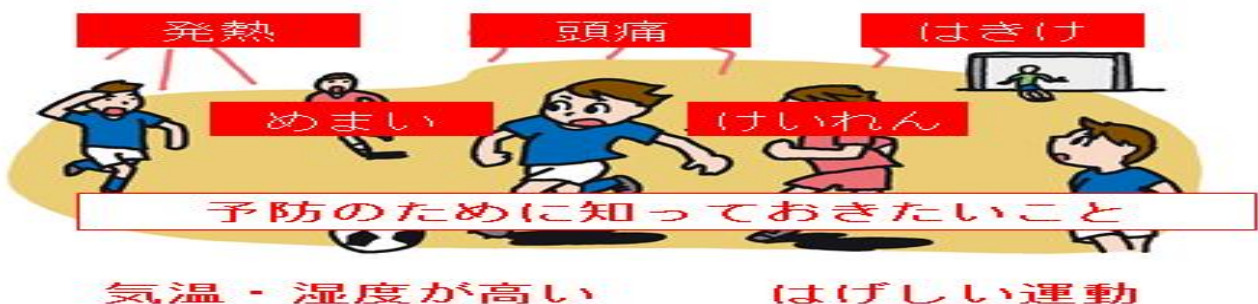 発熱 頭痛 はきけ
めまい けいれん
予防のために知っておきたいこと
気温・湿度が高い はげしい運動